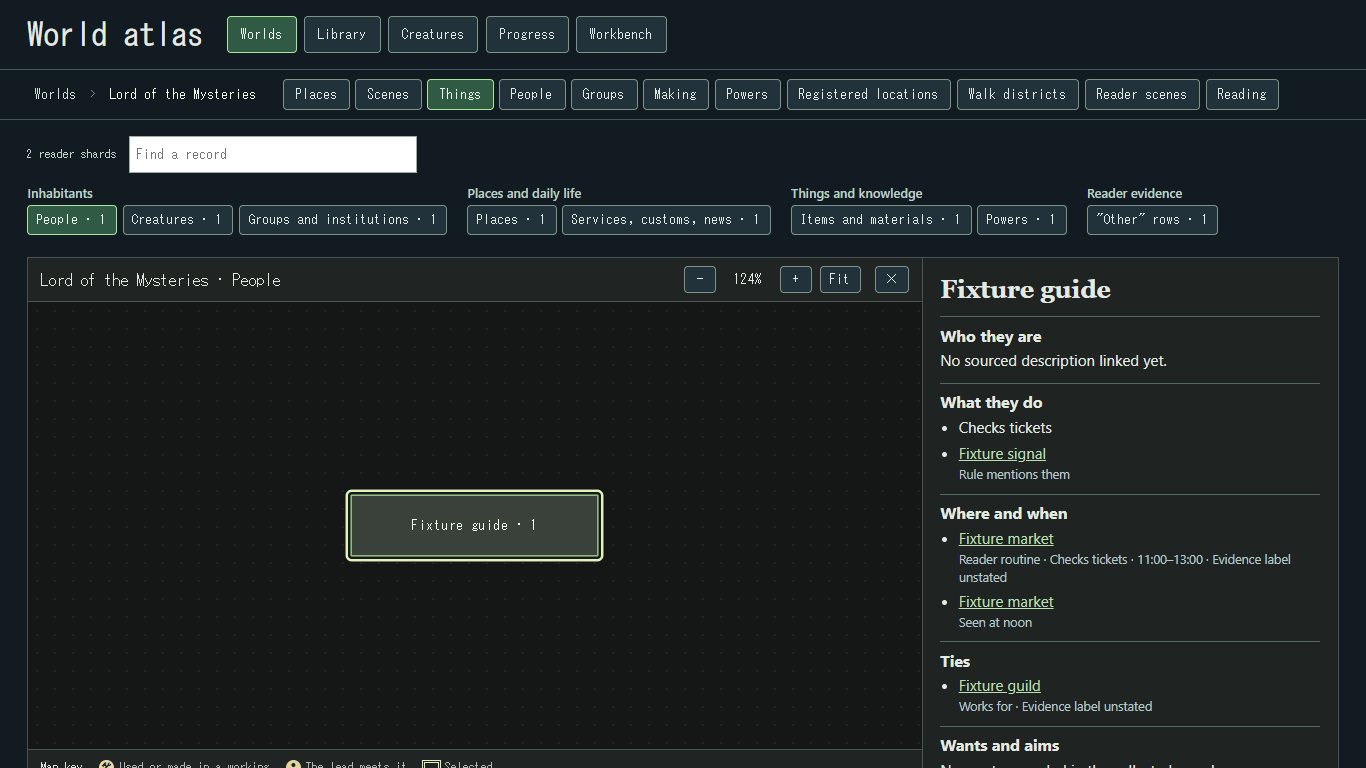 World atlas
Worlds
Library
Creatures
Progress
Workbench
Worlds > Lord of the Mysteries
Places
Scenes
Things
People
Groups
Making
Powers
Registered locations
Walk districts
Reader scenes
Reading
2 reader shards
Find a record
Inhabitants
People · 1
Creatures · 1
Groups and institutions · 1
Places and daily life
Places · 1
Services, customs, news · 1
Things and knowledge
Items and materials · 1
Powers · 1
Reader evidence
"Other" rows · 1
Lord of the Mysteries · People
−
124%
+
Fit
×
Fixture guide · 1
Map key
Used or made in a working
The lead meets it
Selected
Fixture guide
Who they are
No sourced description linked yet.
What they do
• Checks tickets
• Fixture signal
Rule mentions them
Where and when
• Fixture market
Reader routine · Checks tickets · 11:00–13:00 · Evidence label
unstated
• Fixture market
Seen at noon
Ties
• Fixture guild
Works for · Evidence label unstated
Wants and aims